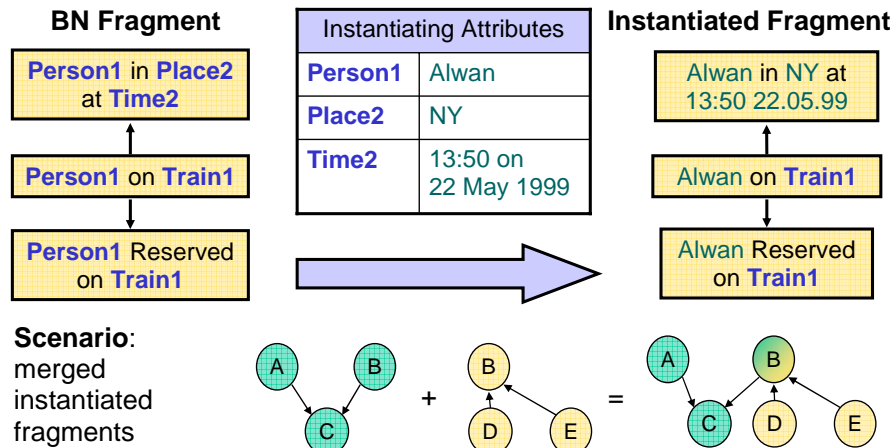 BN Fragment
Person1 in Place2
at Time2
Person1 on Train1
Person1 Reserved
on Train1
Instantiating Attributes
Person1 Alwan
Place2 NY
Time2 13:50 on
22 May 1999
Instantiated Fragment
Alwan in NY at
13:50 22.05.99
Alwan on Train1
Alwan Reserved
on Train1
Scenario:
merged
instantiated
fragments
A B C + B D E = A B C D E